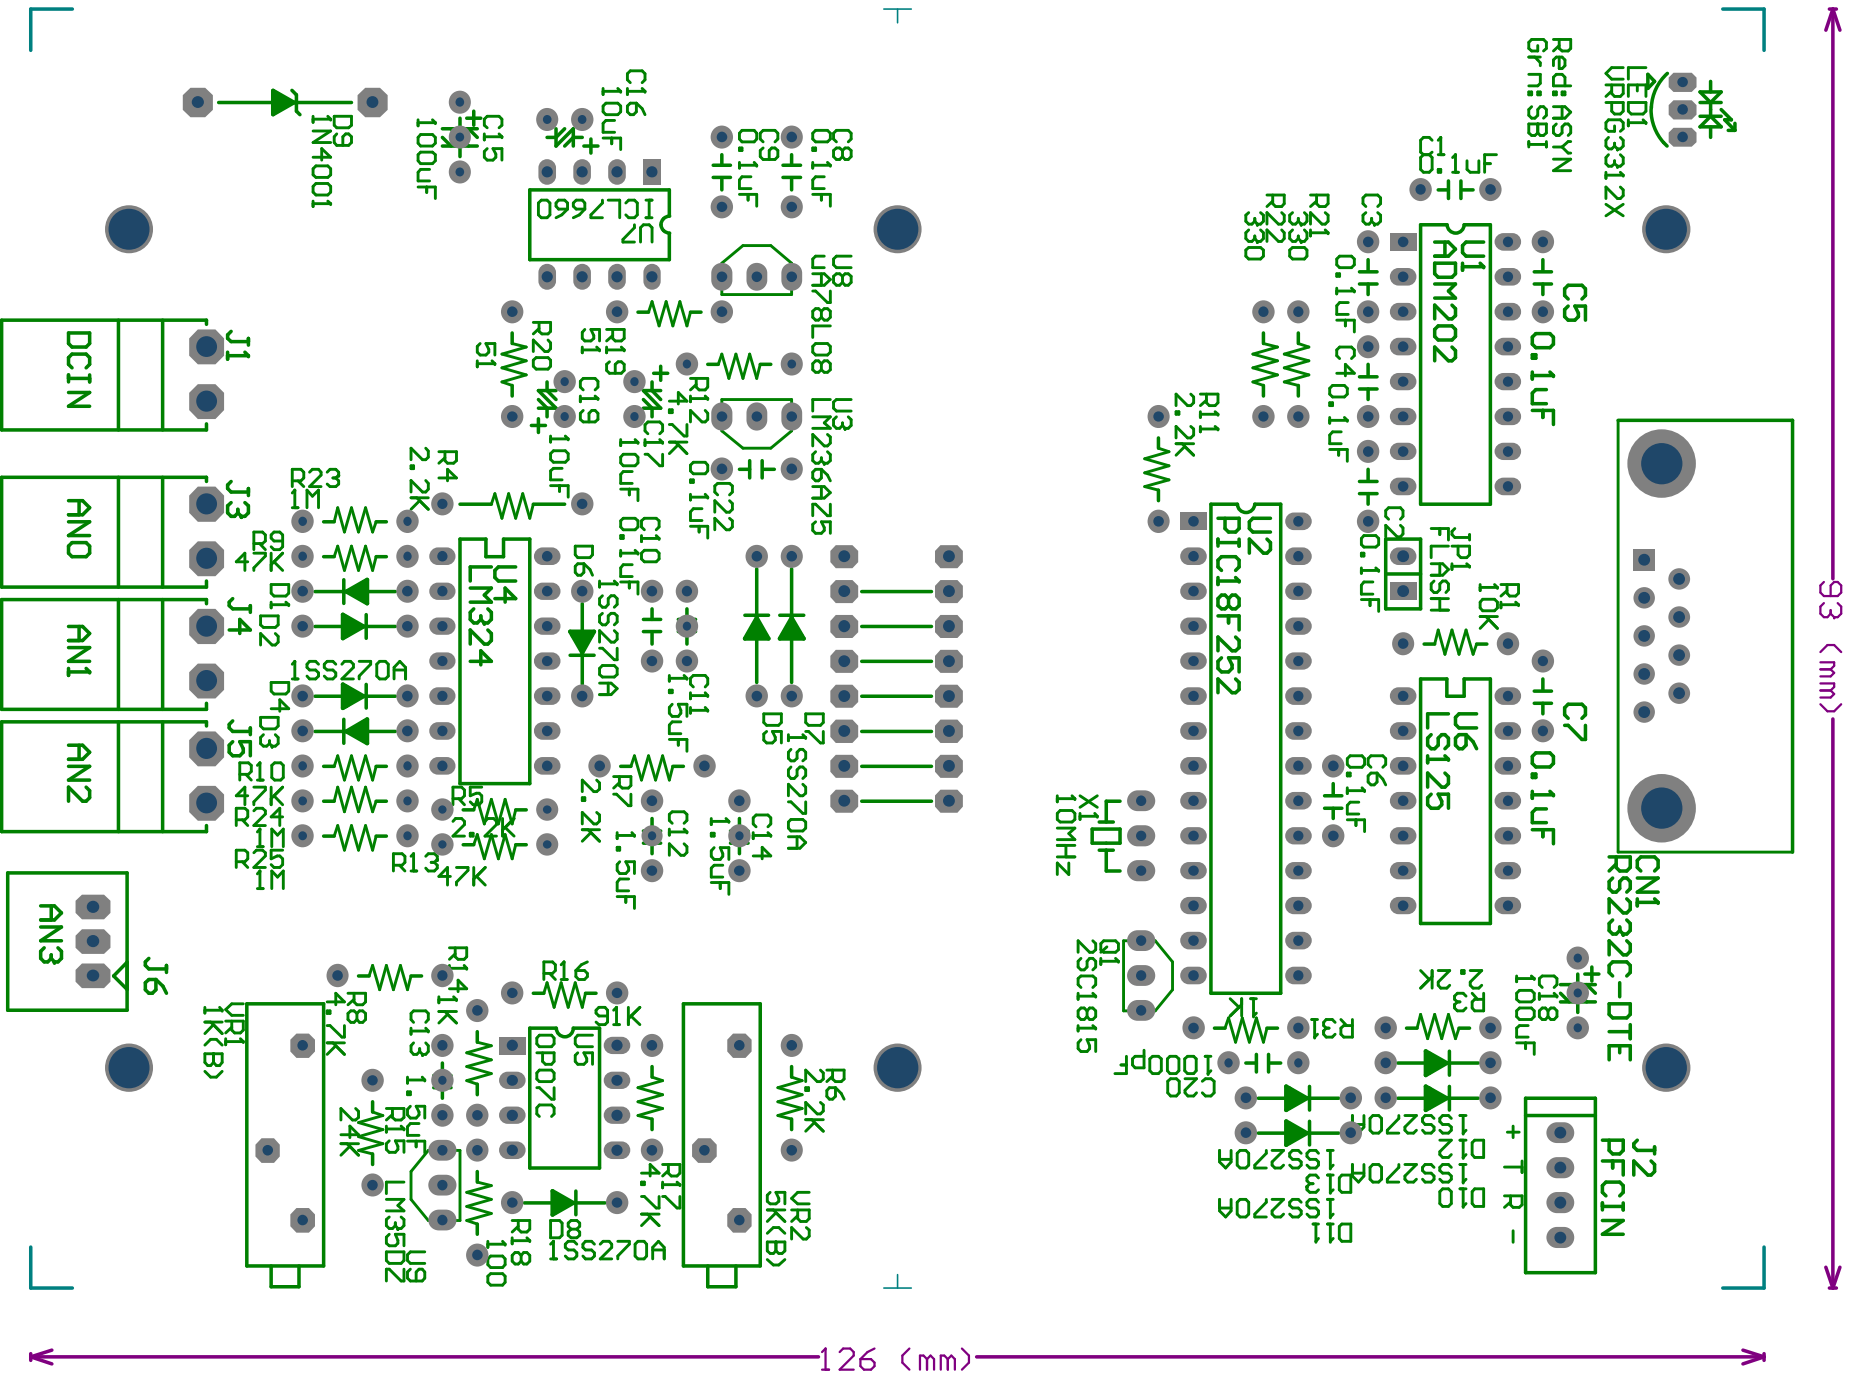 D9
1N4001
C15
100uF
C16
10uF
C9
0.1uF
C8
0.1uF
ICL7660
U7
U8
uA78L08
R20
51
R19
51
C19
10uF
C17
10uF
R12
4.7K
U3
LM236A25
C22
0.1uF
J1
DCIN
J3
AN0
J4
AN1
J5
AN2
J6
AN3
R23
1M
R9
47K
D1
D2
1SS270A
D4
D3
R10
47K
R24
1M
R25
1M
R4
2.2K
U4
LM324
R5
2.2K
R13
47K
D6
1SS270A
C10
0.1uF
C11
1.5uF
R7
2.2K
C12
1.5uF
C14
1.5uF
D5
D7
1SS270A
VR1
1K(B)
R8
4.7K
R14
1K
C13
1.5uF
R15
24K
U9
LM35DZ
R16
91K
U5
OP07C
R18
100
D8
1SS270A
R17
4.7K
VR2
5K(B)
R6
2.2K
Red:ASYN
Grn:SBI
LED1
VRPG3312X
C1
0.1uF
R22
330
R21
330
C3
0.1uF
C4
0.1uF
U1
ADM202
C5
0.1uF
R11
2.2K
U2
PIC18F252
C2
0.1uF
JP1
FLASH
R1
10K
U6
LS125
C7
0.1uF
C6
0.1uF
X1
10MHz
Q1
2SC1815
CN1
RS232C-DTE
1K
R31
2.2K
R3
C18
100uF
1000pF
C20
1SS270A
D12
1SS270A
D13
1SS270A
D10
1SS270A
D11
J2
PFCIN
+
T
R
-
93 (mm)
126 (mm)